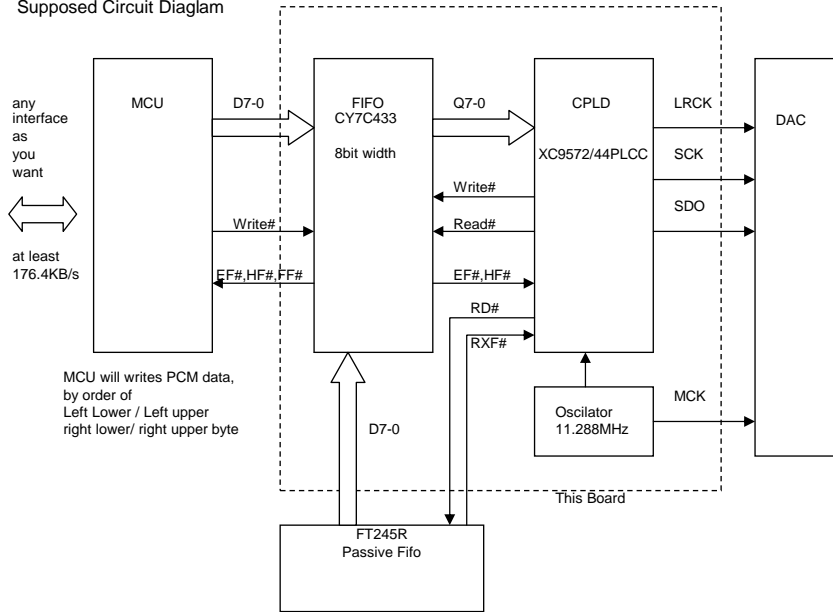 Supposed Circuit Diaglam
any
interface
as
you
want
at least
176.4KB/s
MCU
D7-0
Write#
EF#,HF#,FF#
MCU will writes PCM data,
by order of
Left Lower / Left upper
right lower/ right upper byte
FIFO
CY7C433
8bit width
Q7-0
Write#
Read#
EF#,HF#
RD#
RXF#
CPLD
XC9572/44PLCC
LRCK
SCK
SDO
DAC
Oscilator
11.288MHz
MCK
D7-0
This Board
FT245R
Passive Fifo